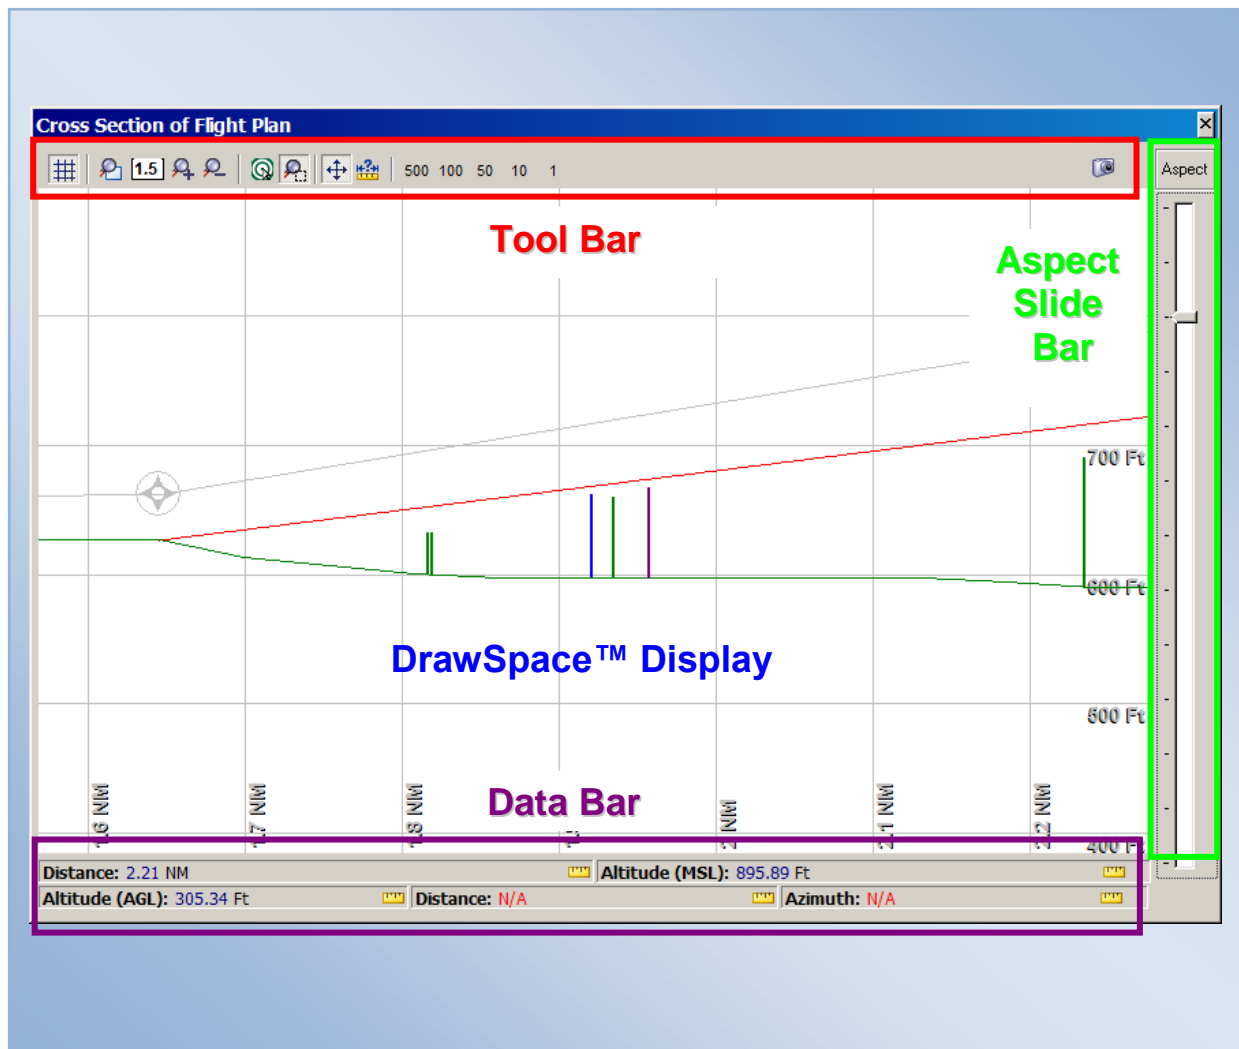 Cross Section of Flight Plan
1.5 500 100 50 10 1
Aspect
Tool Bar
Aspect
Slide
Bar
700 Ft
600 Ft
DrawSpace™ Display
500 Ft
Data Bar
1.6 NM 1.7 NM 1.8 NM 2 NM 2.1 NM 2.2 NM
400 Ft
Distance: 2.21 NM Altitude (MSL): 895.89 Ft
Altitude (AGL): 305.34 Ft Distance: N/A Azimuth: N/A